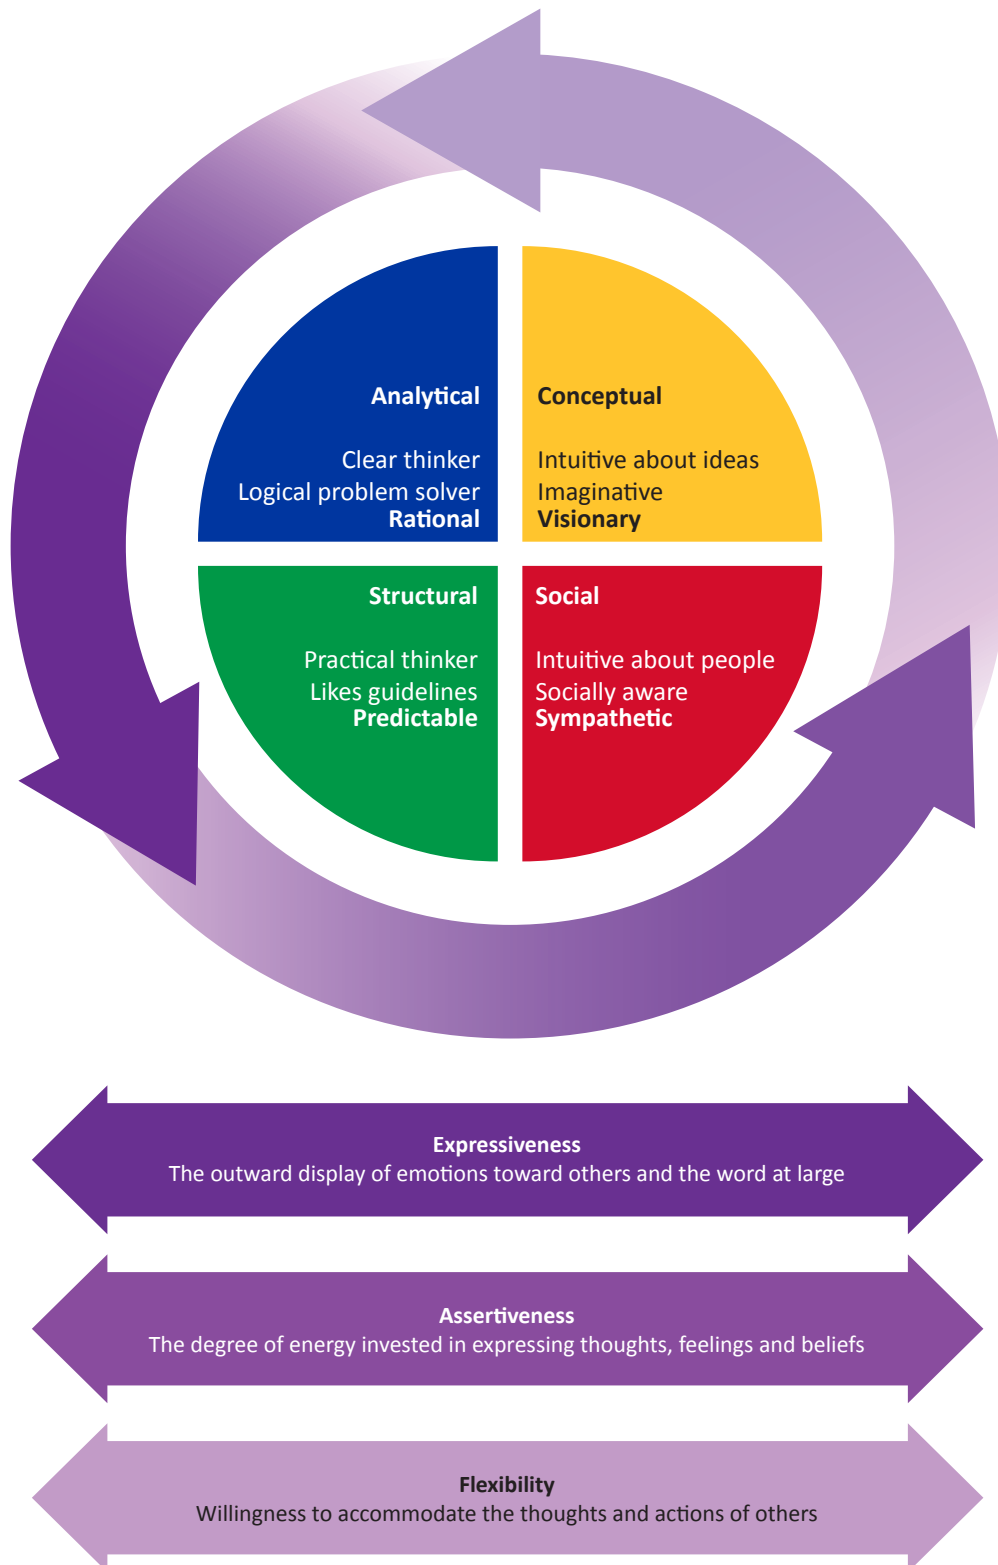 Analytical
Clear thinker
Logical problem solver
Rational
Conceptual
Intuitive about ideas
Imaginative
Visionary
Structural
Practical thinker
Likes guidelines
Predictable
Social
Intuitive about people
Socially aware
Sympathetic
Expressiveness
The outward display of emotions toward others and the word at large
Assertiveness
The degree of energy invested in expressing thoughts, feelings and beliefs
Flexibility
Willingness to accommodate the thoughts and actions of others